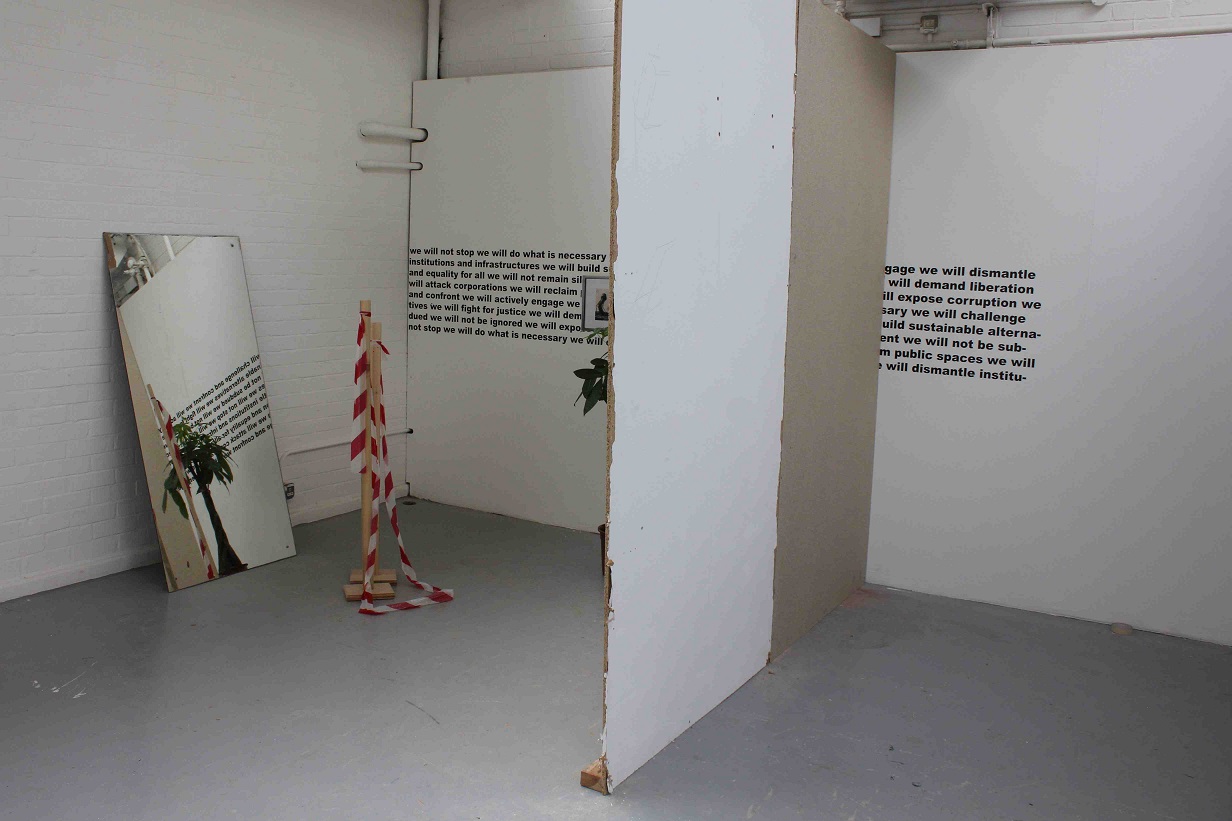 we will not stop we will do what is necessary
institutions and infrastructures we will build s
and equality for all we will not remain sil
will attack corporations we will reclaim
and confront we will actively engage we
tives we will fight for justice we will dem
dued we will not be ignored we will expo
not stop we will do what is necessary we will
gage we will dismantle
will demand liberation
ill expose corruption we
sary we will challenge
uild sustainable alterna-
ent we will not be sub-
m public spaces we will
e will dismantle institu-